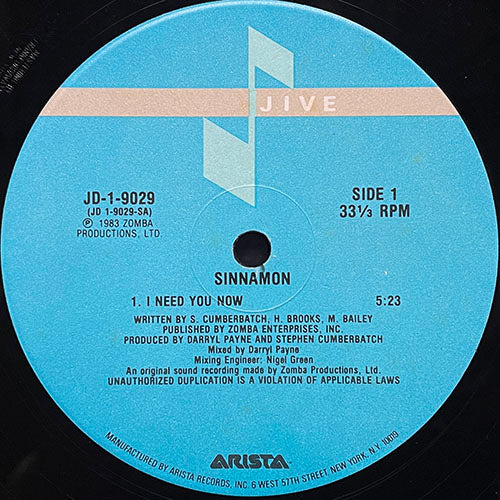 JIVE
JD-1-9029
(JD 1-9029-SA)
℗ 1983 ZOMBA
PRODUCTIONS, LTD.
SIDE 1
33⅓ RPM
SINNAMON
1. I NEED YOU NOW 5:23
WRITTEN BY S. CUMBERBATCH, H. BROOKS, M. BAILEY
PUBLISHED BY ZOMBA ENTERPRISES, INC.
PRODUCED BY DARRYL PAYNE AND STEPHEN CUMBERBATCH
Mixed by Darryl Payne
Mixing Engineer: Nigel Green
An original sound recording made by Zomba Productions, Ltd.
UNAUTHORIZED DUPLICATION IS A VIOLATION OF APPLICABLE LAWS
ARISTA
MANUFACTURED BY ARISTA RECORDS, INC. 6 WEST 57TH STREET, NEW YORK, N.Y. 10019